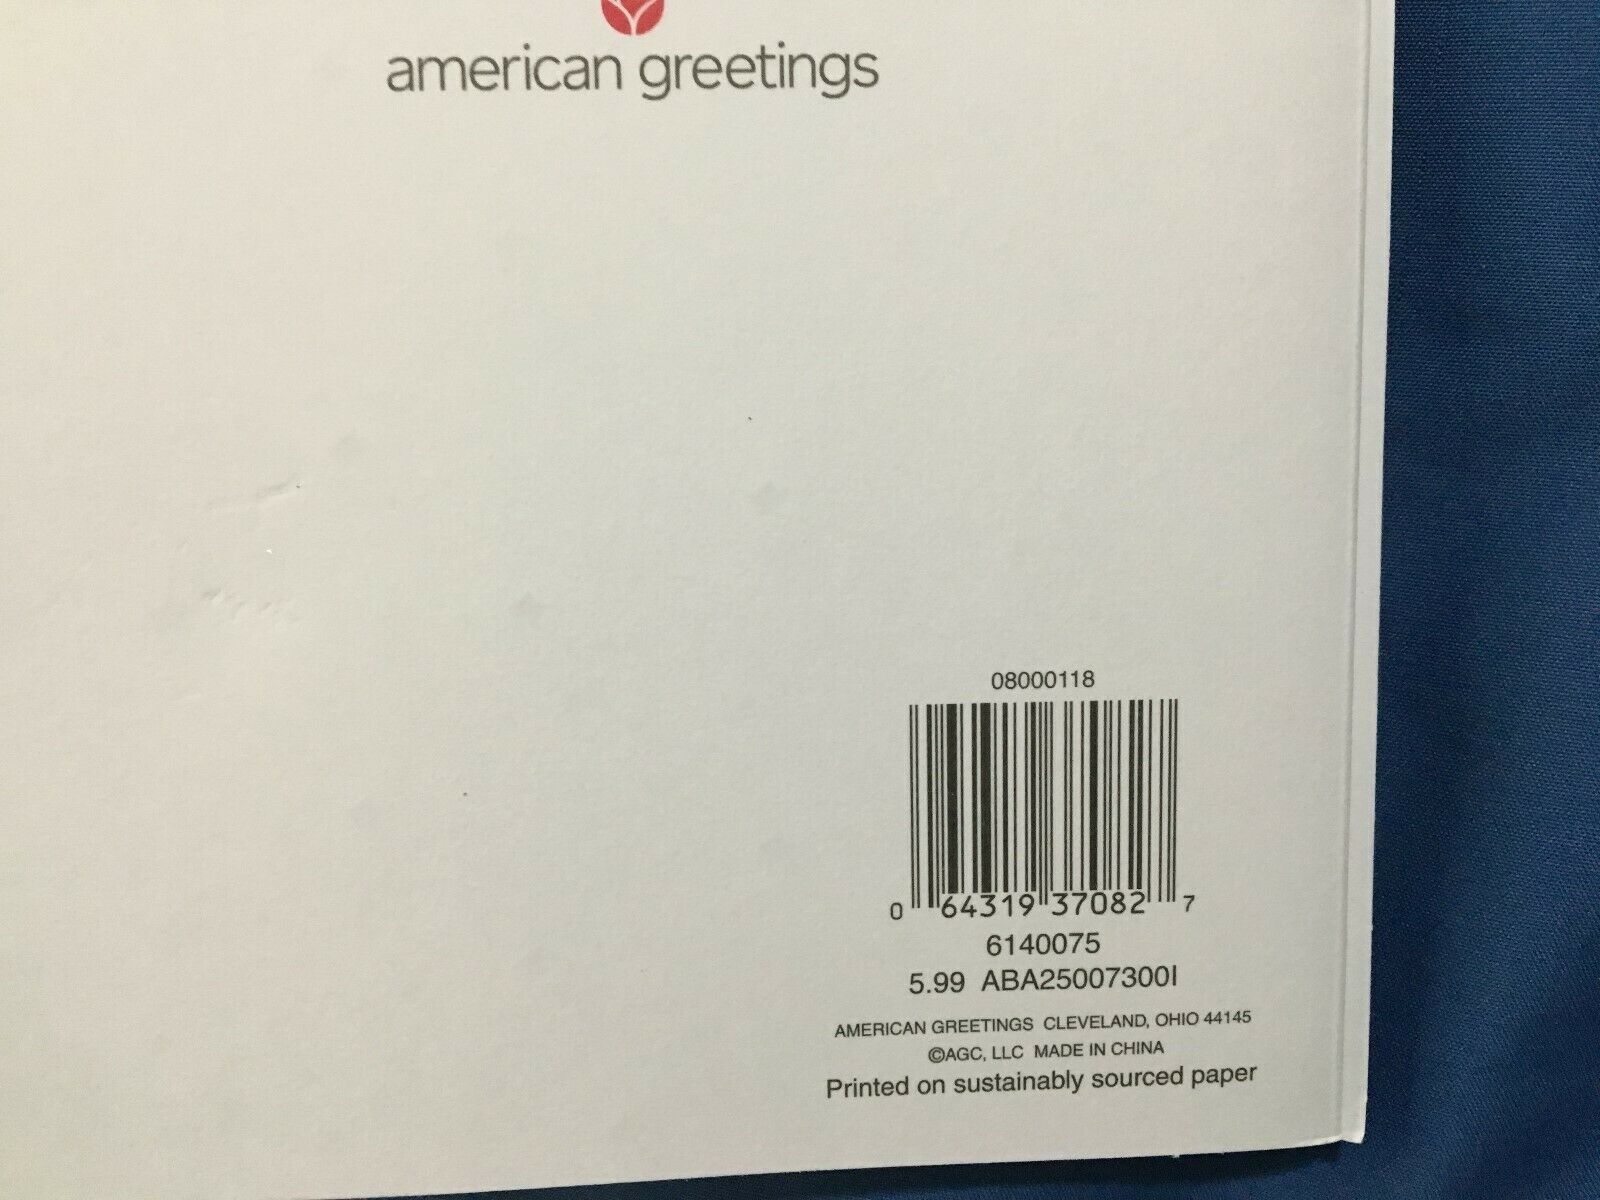 american greetings
08000118
0 64319 37082 7
6140075
5.99 ABA25007300I
AMERICAN GREETINGS CLEVELAND, OHIO 44145
©AGC, LLC MADE IN CHINA
Printed on sustainably sourced paper